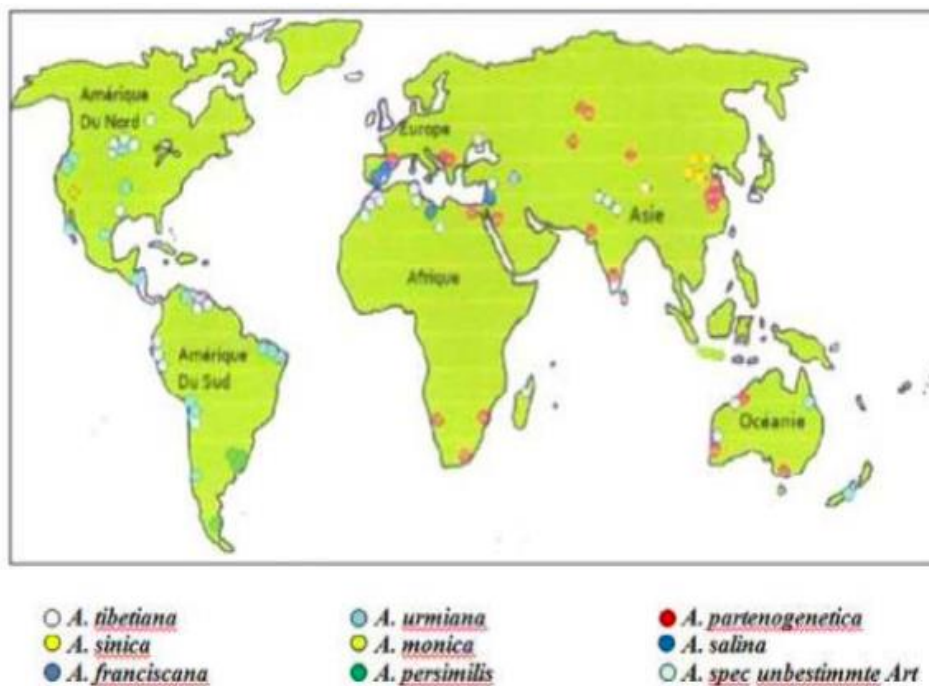 Amérique
Du Nord
Europe
Asie
Afrique
Amérique
Du Sud
Océanie
A. tibetiana
A. urmiana
A. partenogenetica
A. sinica
A. monica
A. salina
A. franciscana
A. persimilis
A. spec unbestimmte Art